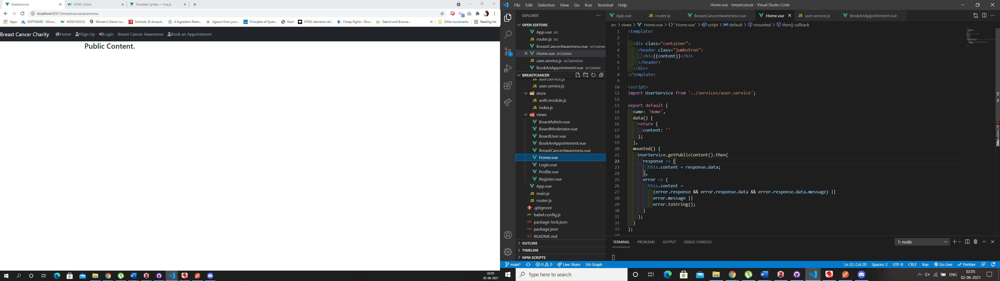 breastcancer
HTML Colors
Template Syntax — Vue.js
localhost:8081/breastcancerawareness
Apps
SOFTWARE - Micro...
W3SCHOOLS
Women's Denim Ju...
Solitude, St Arnaud...
4 Ingredient Pesto...
Jigsaws from your...
Principles of Syste...
Next
HTML elements ref...
Cheap flights - Boo...
Search and Browse...
»
Other bookmarks
Reading list
Breast Cancer Charity
Home
Sign Up
Login
Breast Cancer Awareness
Book an Appointment
Public Content.
02:05
02-06-2021
File Edit Selection View Go Run Terminal Help
Home.vue - breastcancer - Visual Studio Code
EXPLORER
OPEN EDITORS
App.vue src
JS router.js src
BreastCancerAwareness.vue src\views
Home.vue src\views
JS user.service.js src\services
BookAnAppointment.vue src\views
BREASTCANCER
JS auth.service.js
JS user.service.js
store
JS auth.module.js
JS index.js
views
BoardAdmin.vue
BoardModerator.vue
BoardUser.vue
BookAnAppointment.vue
BreastCancerAwareness.vue
Home.vue
Login.vue
Profile.vue
Register.vue
App.vue
JS main.js
JS router.js
.gitignore
babel.config.js
package-lock.json
package.json
README.md
OUTLINE
TIMELINE
NPM SCRIPTS
App.vue
JS router.js
BreastCancerAwareness.vue
Home.vue
JS user.service.js
BookAnAppointment.vue
src > views > Home.vue > {} "Home.vue" > script > default > mounted > then() callback
1 <template>
2
3 <div class="container">
4 <header class="jumbotron">
5 <h3>{{content}}</h3>
6 </header>
7 </div>
8 </template>
9
10 <script>
11 import UserService from '../services/user.service';
12
13 export default {
14 name: 'Home',
15 data() {
16 return {
17 content: ''
18 };
19 },
20 mounted() {
21 UserService.getPublicContent().then(
22 response => {
23 this.content = response.data;
24 },
25 error => {
26 this.content =
27 (error.response && error.response.data && error.response.data.message) ||
28 error.message ||
29 error.toString();
30 }
31 );
32 }
33 };
34
screenrec
TERMINAL PROBLEMS OUTPUT DEBUG CONSOLE
1: node
main* 0 0 Live Share Git Graph
Ln 22, Col 20 Spaces: 2 UTF-8 CRLF Vue Go Live Prettier
Type here to search
ENG
02:05
02-06-2021